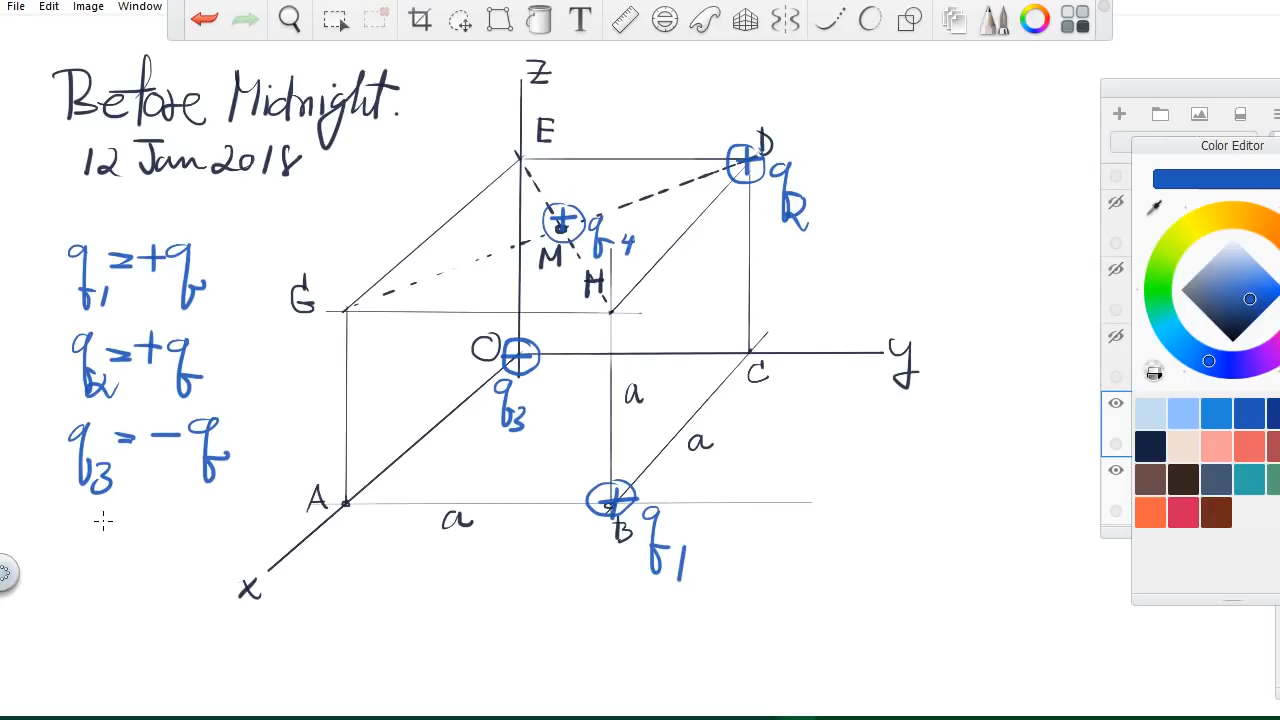 File Edit Image Window
Before Midnight.
12 Jan 2018
Z
E
D
q2
q4
M
H
G
q1 = +q
O
y
C
q3
a
q2 = +q
a
q3 = -q
A
a
B
q1
x
Color Editor